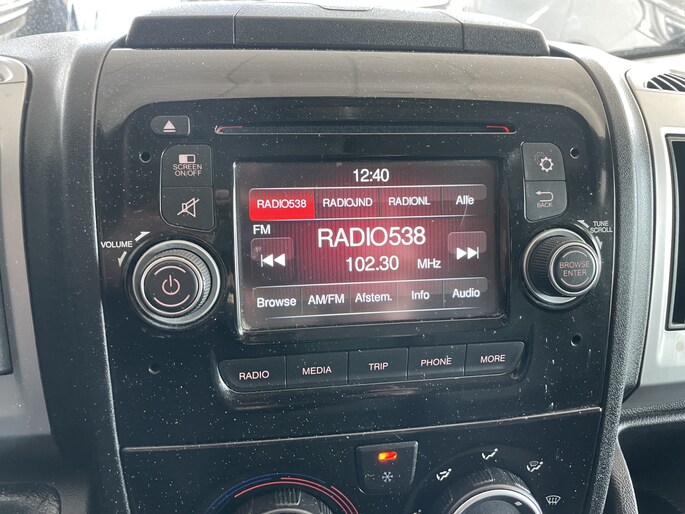 SCREEN
ON/OFF
12:40
RADIO538 RADIOJND RADIONL Alle
BACK
FM
RADIO538
102.30 MHz
VOLUME
TUNE
SCROLL
BROWSE
ENTER
Browse AM/FM Afstem. Info Audio
RADIO MEDIA TRIP PHONE MORE